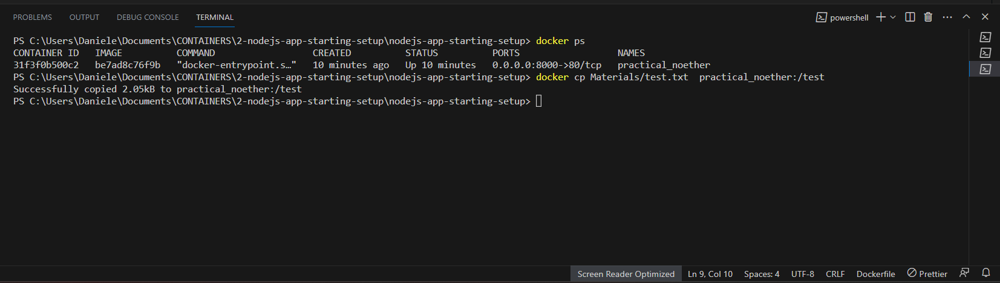 PROBLEMS OUTPUT DEBUG CONSOLE TERMINAL powershell
PS C:\Users\Daniele\Documents\CONTAINERS\2-nodejs-app-starting-setup\nodejs-app-starting-setup> docker ps
CONTAINER ID IMAGE COMMAND CREATED STATUS PORTS NAMES
31f3f0b500c2 be7ad8c76f9b "docker-entrypoint.s…" 10 minutes ago Up 10 minutes 0.0.0.0:8000->80/tcp practical_noether
PS C:\Users\Daniele\Documents\CONTAINERS\2-nodejs-app-starting-setup\nodejs-app-starting-setup> docker cp Materials/test.txt  practical_noether:/test
Successfully copied 2.05kB to practical_noether:/test
PS C:\Users\Daniele\Documents\CONTAINERS\2-nodejs-app-starting-setup\nodejs-app-starting-setup>
Screen Reader Optimized Ln 9, Col 10 Spaces: 4 UTF-8 CRLF Dockerfile Prettier